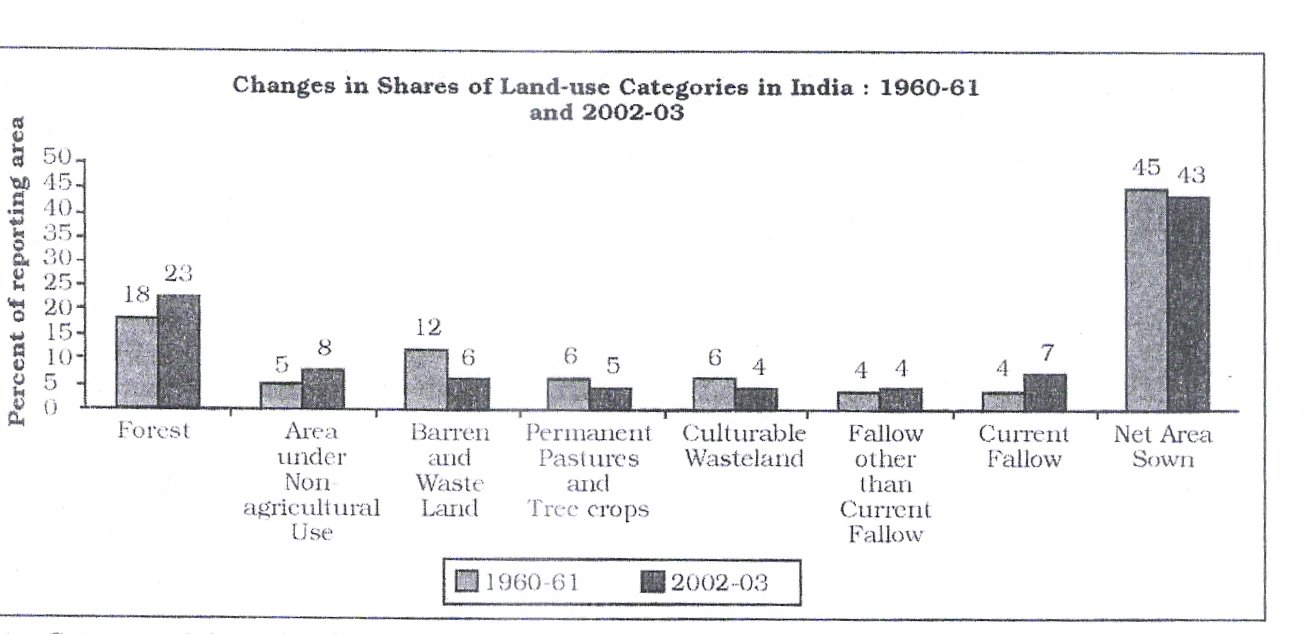 Changes in Shares of Land-use Categories in India : 1960-61
and 2002-03
Percent of reporting area
50
45
40
35
30
25
20
15
10
5
0
18
23
5
8
12
6
6
5
6
4
4
4
4
7
45
43
Forest
Area
under
Non-
agricultural
Use
Barren
and
Waste
Land
Permanent
Pastures
and
Tree crops
Culturable
Wasteland
Fallow
other
than
Current
Fallow
Current
Fallow
Net Area
Sown
1960-61
2002-03